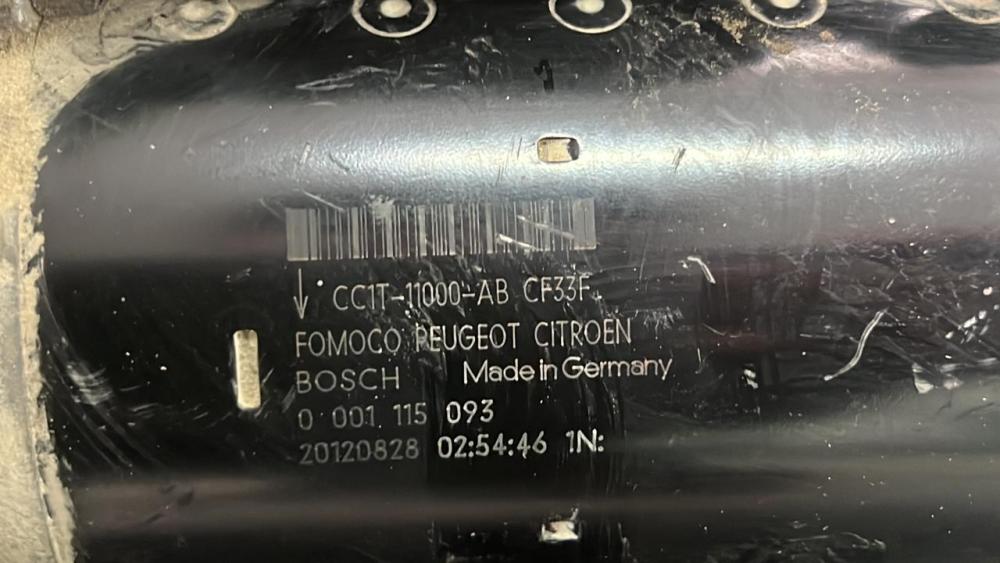 CC1T-11000-AB CF33F
FOMOCO PEUGEOT CITROEN
BOSCH Made in Germany
0 001 115 093
20120828 02:54:46 1N: